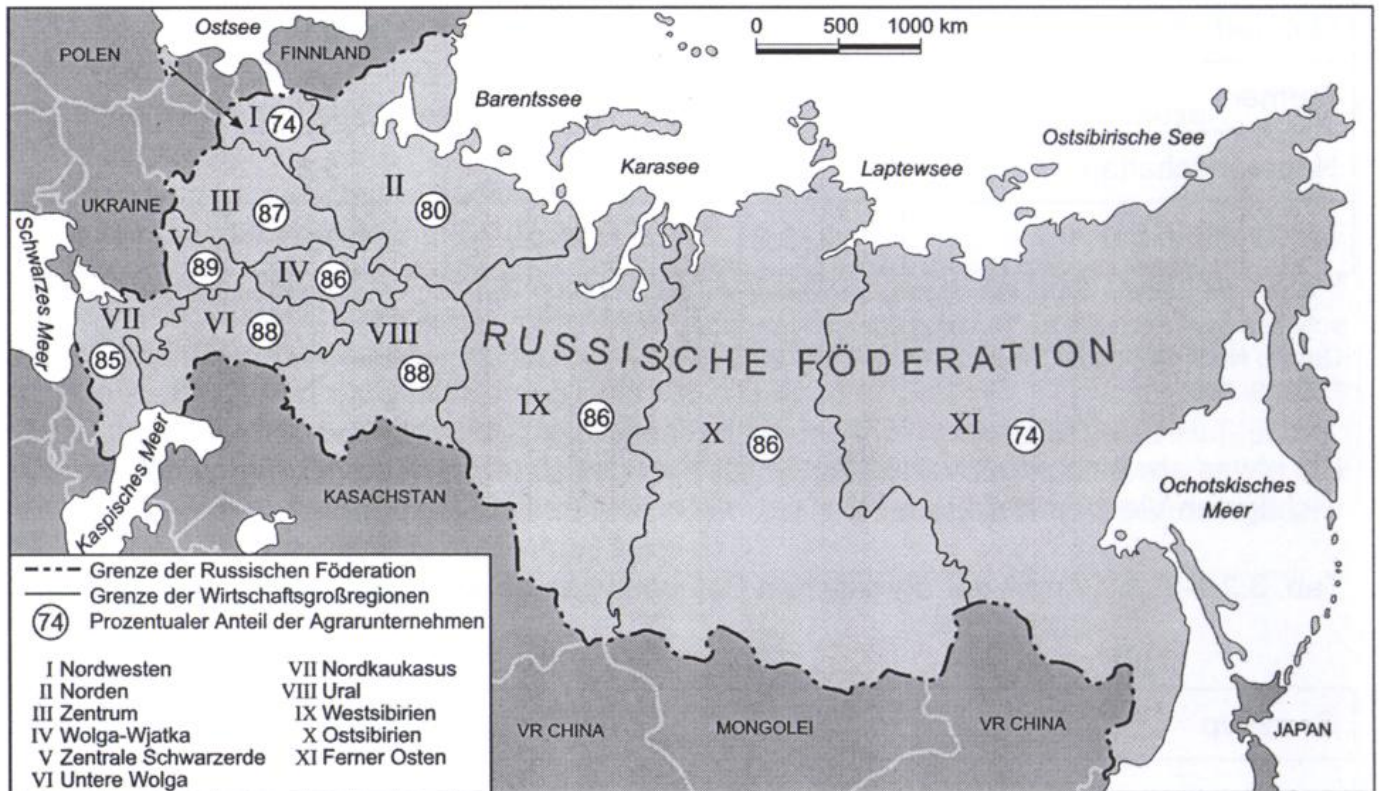 Ostsee
POLEN
FINNLAND
0 500 1000 km
Barentssee
Karasee
Laptewsee
Ostsibirische See
I 74
II 80
III 87
UKRAINE
V 89
IV 86
Schwarzes Meer
VII 85
VI 88
VIII 88
RUSSISCHE FÖDERATION
IX 86
X 86
XI 74
Ochotskisches
Meer
Kaspisches Meer
KASACHSTAN
VR CHINA
MONGOLEI
VR CHINA
JAPAN
Grenze der Russischen Föderation
Grenze der Wirtschaftsgroßregionen
74 Prozentualer Anteil der Agrarunternehmen
I Nordwesten
II Norden
III Zentrum
IV Wolga-Wjatka
V Zentrale Schwarzerde
VI Untere Wolga
VII Nordkaukasus
VIII Ural
IX Westsibirien
X Ostsibirien
XI Ferner Osten